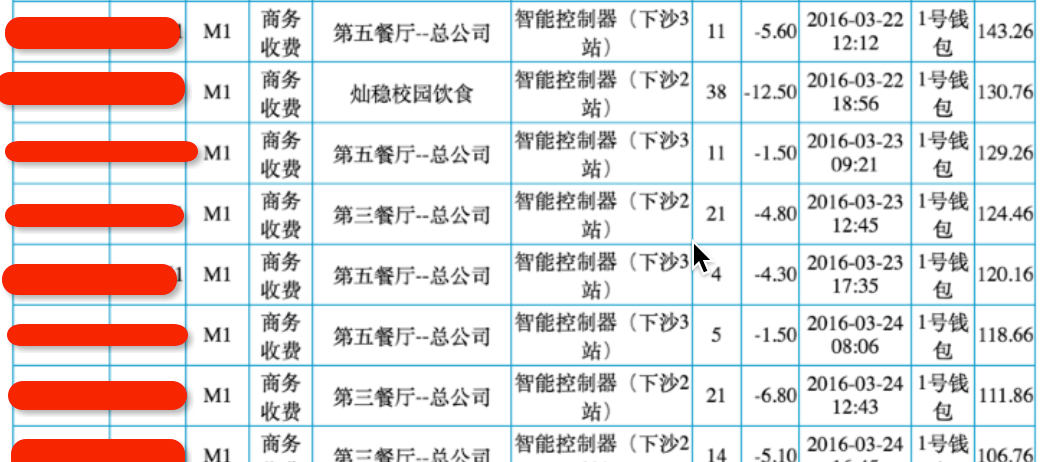 M1 商务收费 第五餐厅--总公司 智能控制器（下沙3站） 11 -5.60 2016-03-22 12:12 1号钱包 143.26
M1 商务收费 灿稳校园饮食 智能控制器（下沙2站） 38 -12.50 2016-03-22 18:56 1号钱包 130.76
M1 商务收费 第五餐厅--总公司 智能控制器（下沙3站） 11 -1.50 2016-03-23 09:21 1号钱包 129.26
M1 商务收费 第三餐厅--总公司 智能控制器（下沙2站） 21 -4.80 2016-03-23 12:45 1号钱包 124.46
M1 商务收费 第五餐厅--总公司 智能控制器（下沙3站） 4 -4.30 2016-03-23 17:35 1号钱包 120.16
M1 商务收费 第五餐厅--总公司 智能控制器（下沙3站） 5 -1.50 2016-03-24 08:06 1号钱包 118.66
M1 商务收费 第三餐厅--总公司 智能控制器（下沙2站） 21 -6.80 2016-03-24 12:43 1号钱包 111.86
M1 商务 第三餐厅--总公司 智能控制器（下沙2 14 -5.10 2016-03-24 1号钱 106.76